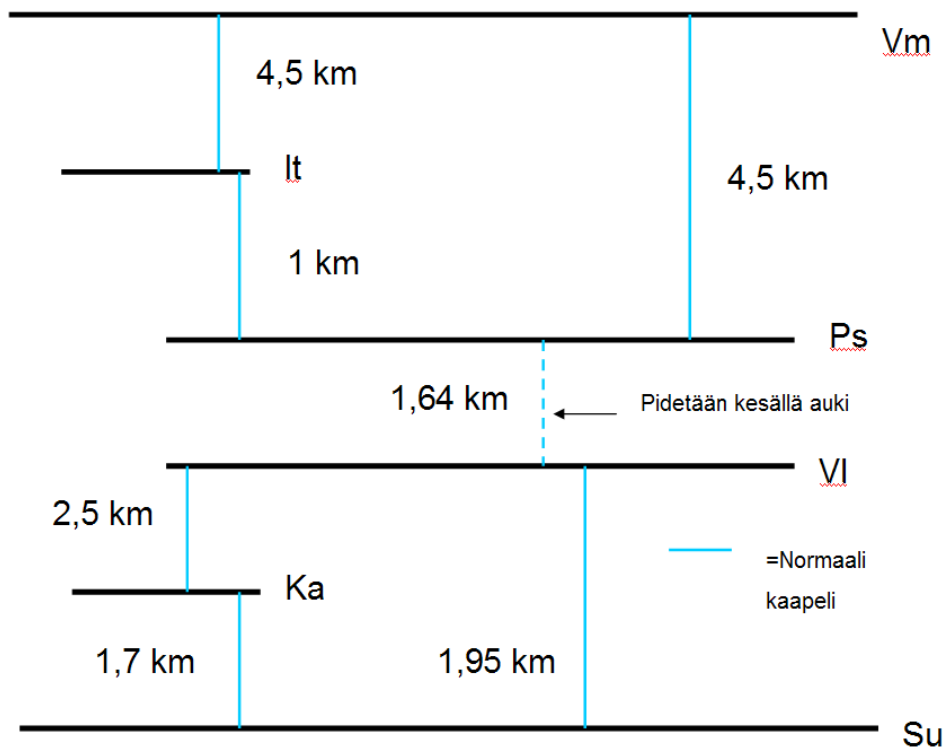 Vm
4,5 km
It
4,5 km
1 km
Ps
1,64 km
Pidetään kesällä auki
Vl
2,5 km
=Normaali
kaapeli
Ka
1,7 km
1,95 km
Su